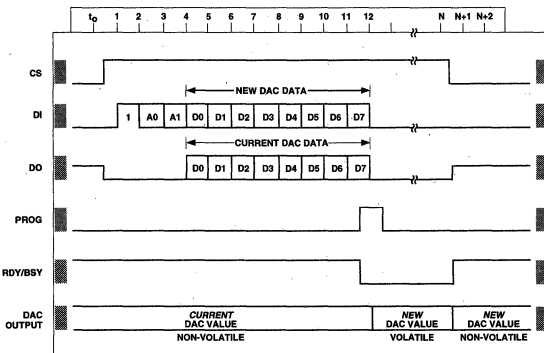 to 1 2 3 4 5 6 7 8 9 10 11 12 N N+1 N+2
CS
NEW DAC DATA
DI 1 A0 A1 D0 D1 D2 D3 D4 D5 D6 D7
CURRENT DAC DATA
DO D0 D1 D2 D3 D4 D5 D6 D7
PROG
RDY/BSY
DAC OUTPUT
CURRENT DAC VALUE
NON-VOLATILE
NEW DAC VALUE
VOLATILE
NEW DAC VALUE
NON-VOLATILE